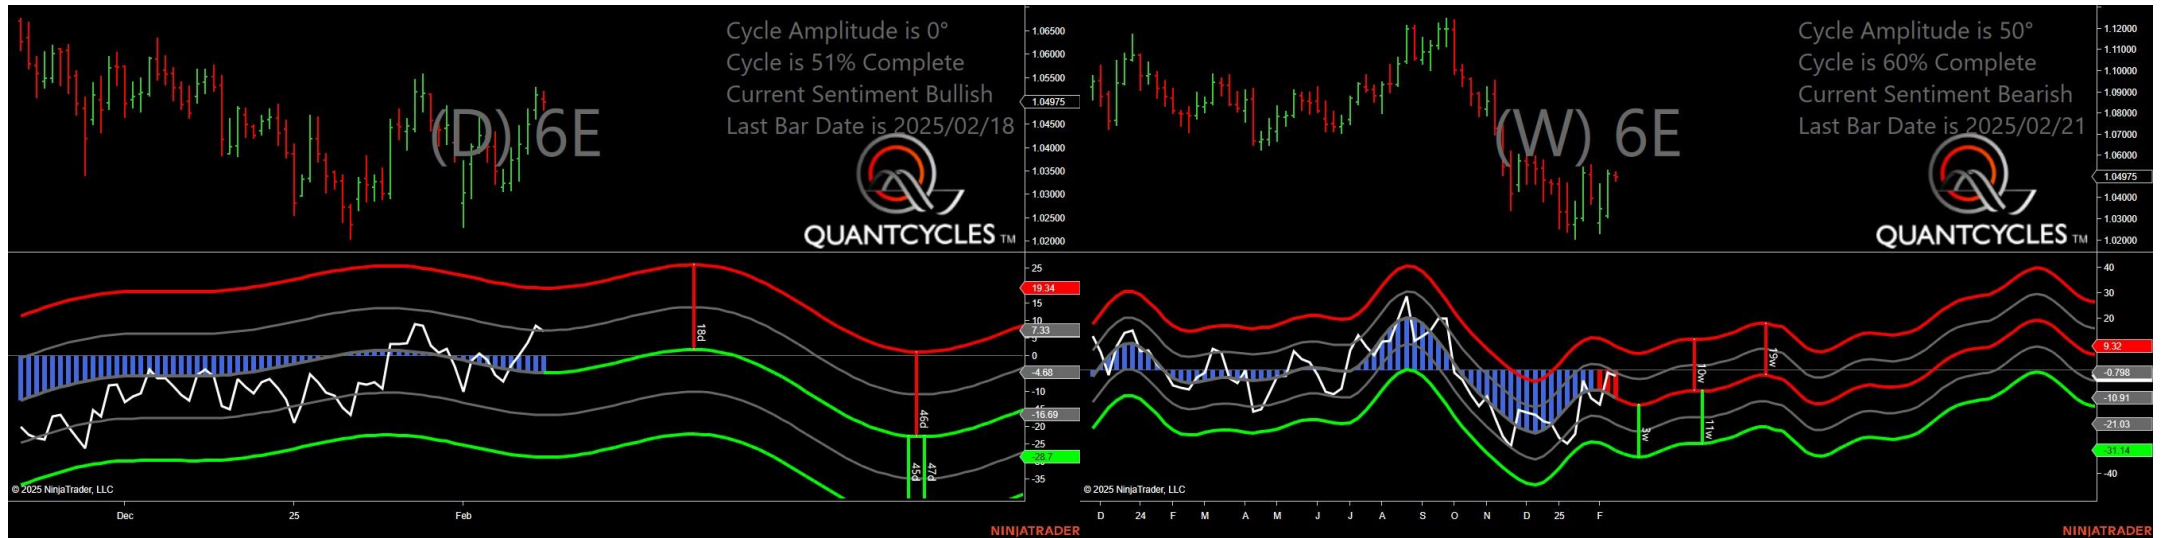 Cycle Amplitude is 0°
Cycle is 51% Complete
Current Sentiment Bullish
Last Bar Date is 2025/02/18
(D) 6E
QUANTCYCLES TM
1.06500
1.06000
1.05500
1.04975
1.04500
1.04000
1.03500
1.03000
1.02500
1.02000
25
19.34
15
10
7.33
5
0
-4.68
-10
-16.69
-20
-25
-28.7
-35
18d
46d
45d
47d
© 2025 NinjaTrader, LLC
Dec
25
Feb
NINJATRADER
Cycle Amplitude is 50°
Cycle is 60% Complete
Current Sentiment Bearish
Last Bar Date is 2025/02/21
(W) 6E
QUANTCYCLES TM
1.12000
1.11000
1.10000
1.09000
1.08000
1.07000
1.06000
1.04975
1.04000
1.03000
1.02000
40
30
20
9.32
-0.798
-10.91
-21.03
-31.14
-40
3w
10w
11w
19w
© 2025 NinjaTrader, LLC
D 24 F M A M J J A S O N D 25 F
NINJATRADER